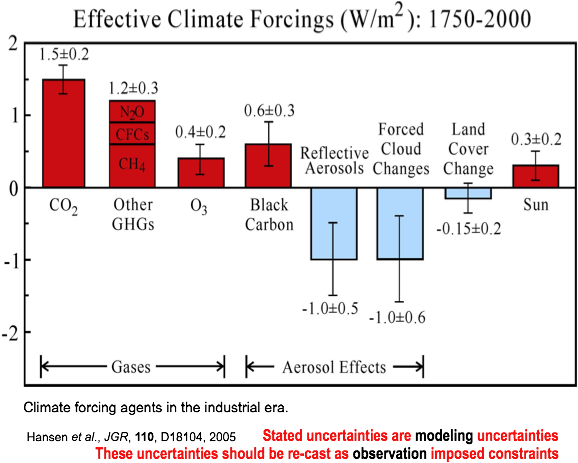 Effective Climate Forcings (W/m²): 1750-2000
2
1
0
-1
-2
1.5±0.2
CO₂
1.2±0.3
N₂O
CFCs
CH₄
Other
GHGs
0.4±0.2
O₃
0.6±0.3
Black
Carbon
Reflective
Aerosols
-1.0±0.5
Forced
Cloud
Changes
-1.0±0.6
Land
Cover
Change
-0.15±0.2
0.3±0.2
Sun
Gases
Aerosol Effects
Climate forcing agents in the industrial era.
Hansen et al., JGR, 110, D18104, 2005
Stated uncertainties are modeling uncertainties
These uncertainties should be re-cast as observation imposed constraints